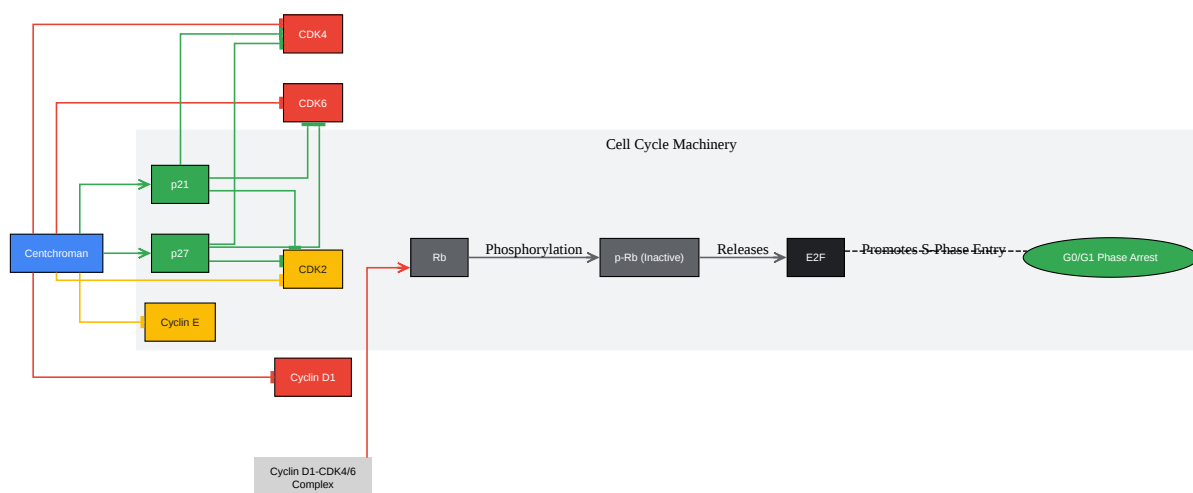 CDK4
CDK6
Cell Cycle Machinery
p21
Centchroman
p27
CDK2
Rb
Phosphorylation
p-Rb (Inactive)
Releases
E2F
Promotes S-Phase Entry
G0/G1 Phase Arrest
Cyclin E
Cyclin D1
Cyclin D1-CDK4/6
Complex